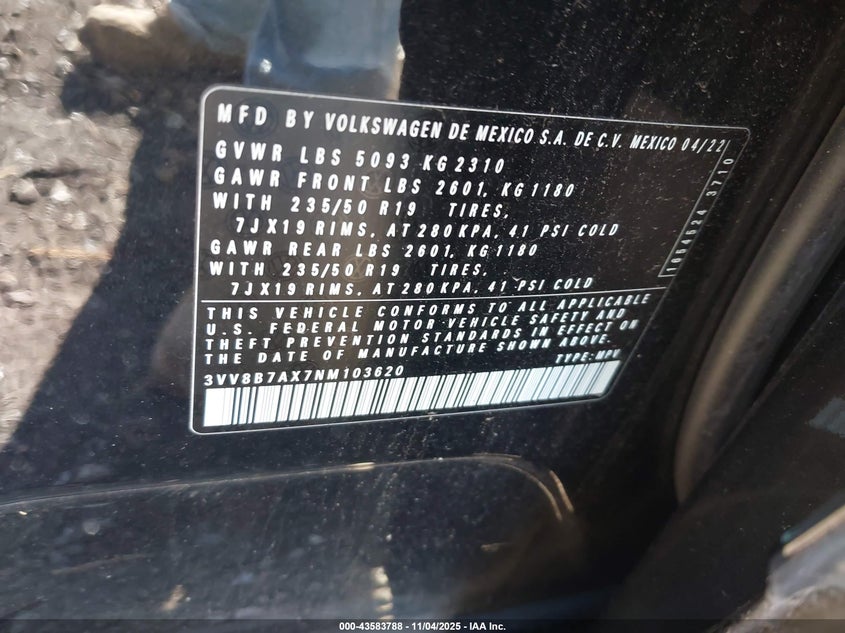 MFD BY VOLKSWAGEN DE MEXICO S.A. DE C.V. MEXICO 04/22
GVWR LBS 5093 KG 2310
GAWR FRONT LBS 2601, KG 1180
WITH 235/50 R19 TIRES,
7JX19 RIMS, AT 280 KPA, 41 PSI COLD
GAWR REAR LBS 2601, KG 1180
WITH 235/50 R19 TIRES,
7JX19 RIMS, AT 280 KPA, 41 PSI COLD
THIS VEHICLE CONFORMS TO ALL APPLICABLE
U.S. FEDERAL MOTOR VEHICLE SAFETY AND
THEFT PREVENTION STANDARDS IN EFFECT ON
THE DATE OF MANUFACTURE SHOWN ABOVE.
3VV8B7AX7NM103620 TYPE: MPV
3710
000-43583788 - 11/04/2025 - IAA Inc.